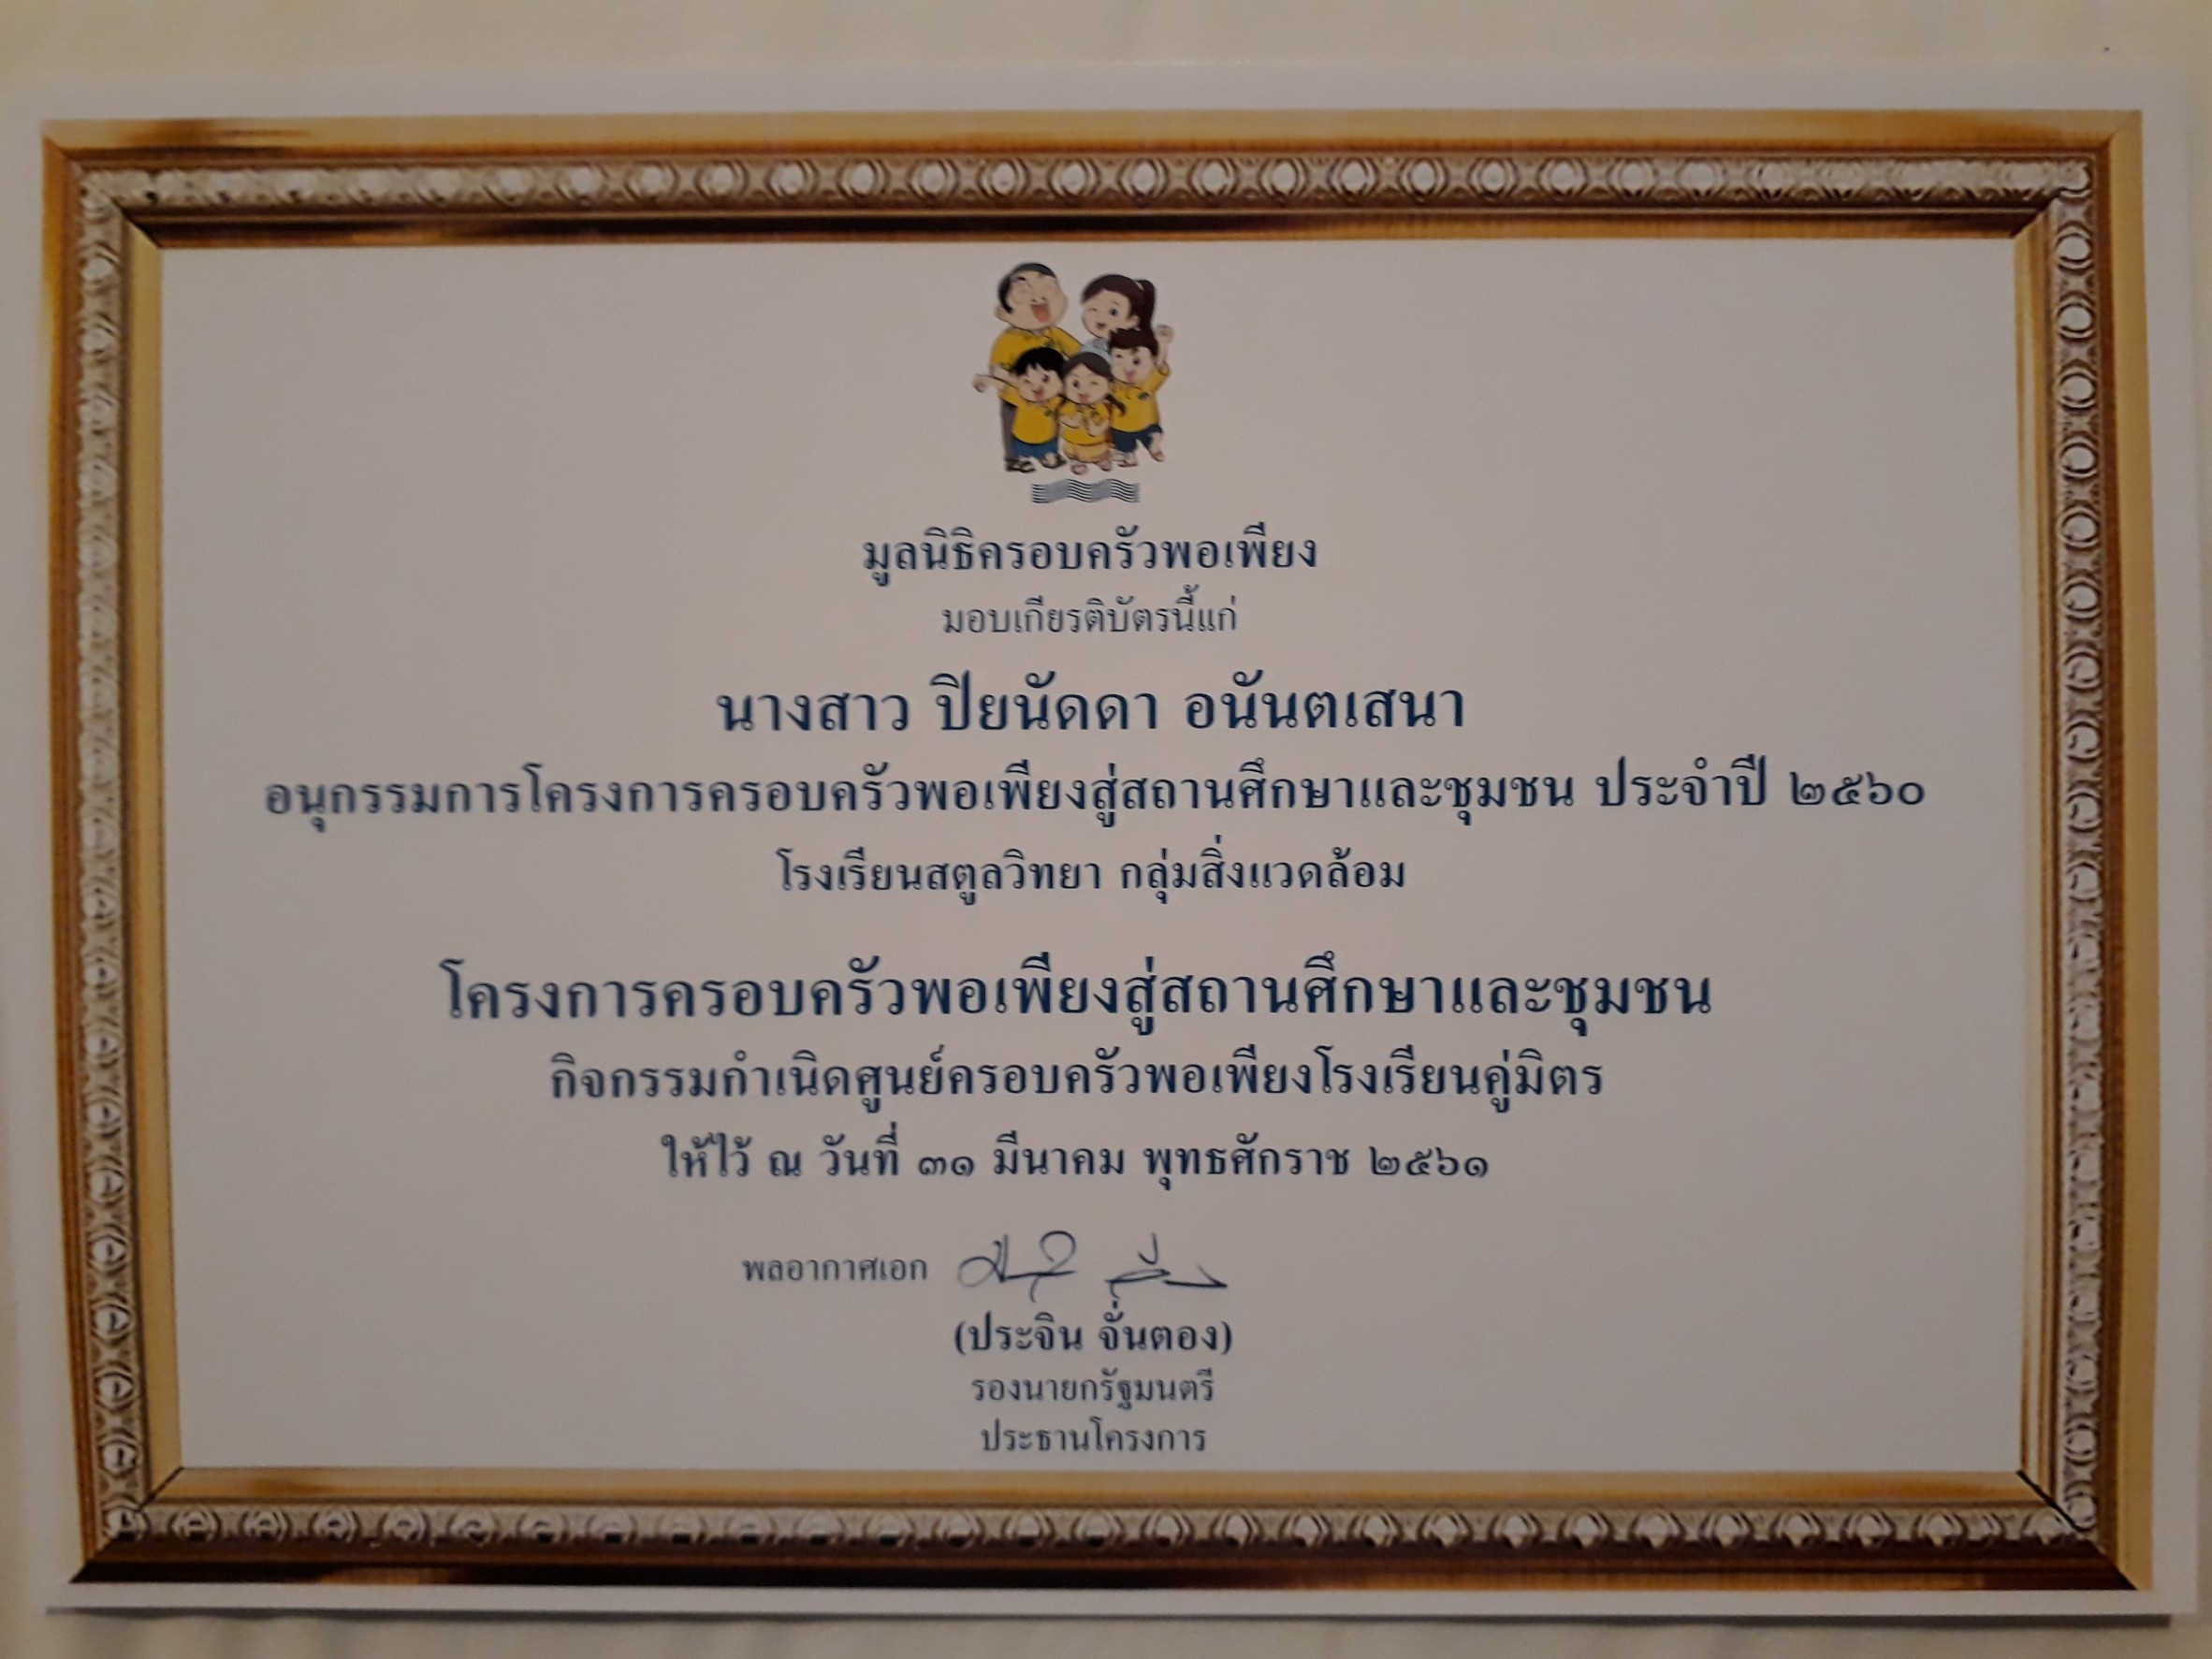 มูลนิธิครอบครัวพอเพียง
มอบเกียรติบัตรนี้แก่
นางสาว ปิยนัดดา อนันตเสนา
อนุกรรมการโครงการครอบครัวพอเพียงสู่สถานศึกษาและชุมชน ประจำปี ๒๕๖๐
โรงเรียนสตูลวิทยา กลุ่มสิ่งแวดล้อม
โครงการครอบครัวพอเพียงสู่สถานศึกษาและชุมชน
กิจกรรมกำเนิดศูนย์ครอบครัวพอเพียงโรงเรียนคู่มิตร
ให้ไว้ ณ วันที่ ๓๑ มีนาคม พุทธศักราช ๒๕๖๑
พลอากาศเอก
(ประจิน จั่นตอง)
รองนายกรัฐมนตรี
ประธานโครงการ